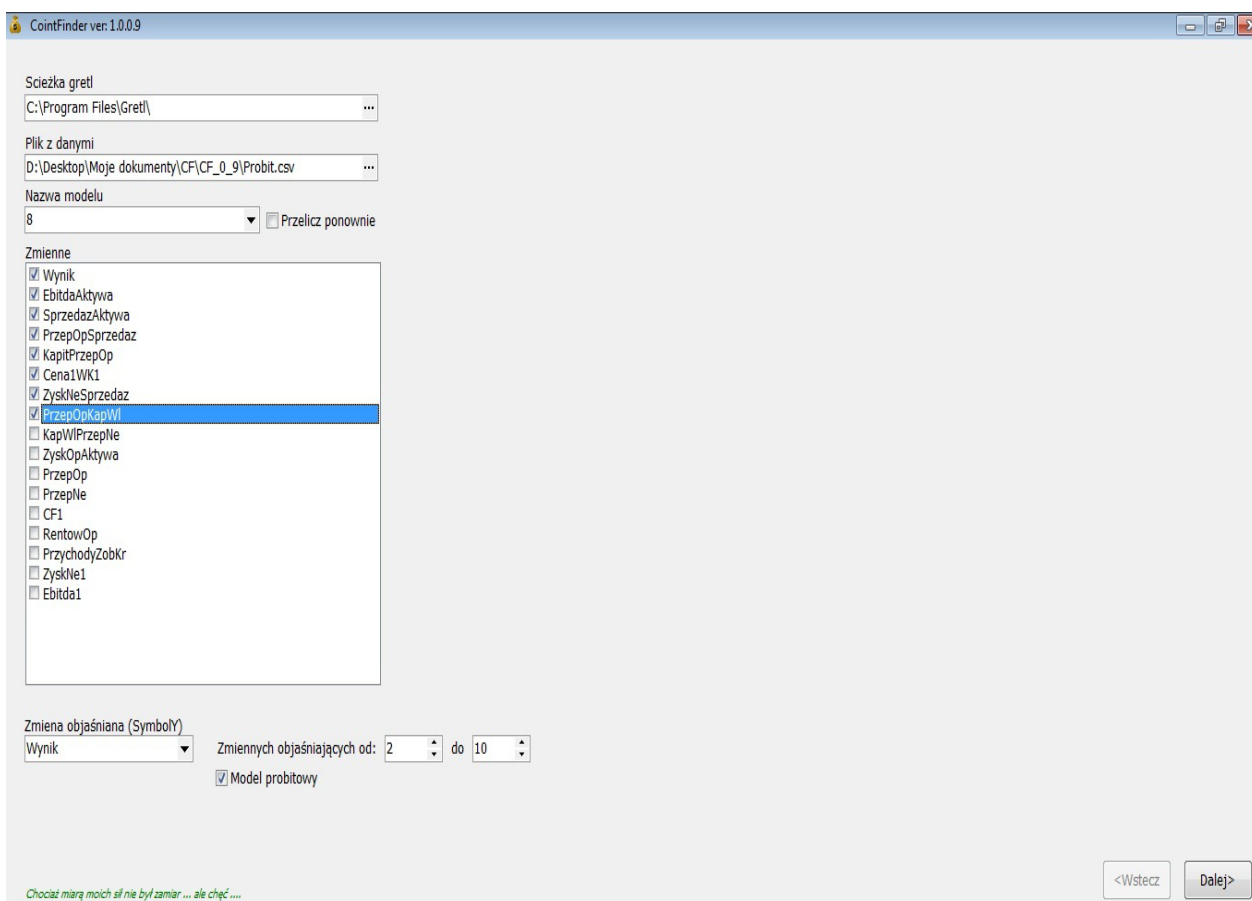 CointFinder ver: 1.0.0.9
Scieżka gretl
C:\Program Files\Gretl\ ...
Plik z danymi
D:\Desktop\Moje dokumenty\CF\CF_0_9\Probit.csv ...
Nazwa modelu
8 Przelicz ponownie
Zmienne
Wynik
EbitdaAktywa
SprzedazAktywa
PrzepOpSprzedaz
KapitPrzepOp
Cena1WK1
ZyskNeSprzedaz
PrzepOpKapWl
KapWlPrzepNe
ZyskOpAktywa
PrzepOp
PrzepNe
CF1
RentowOp
PrzychodyZobKr
ZyskNe1
Ebitda1
Zmiena objaśniana (SymbolY)
Wynik Zmiennych objaśniających od: 2 do 10
Model probitowy
<Wstecz Dalej>
Chociaż miarą moich sił nie był zamiar ... ale chęć ....